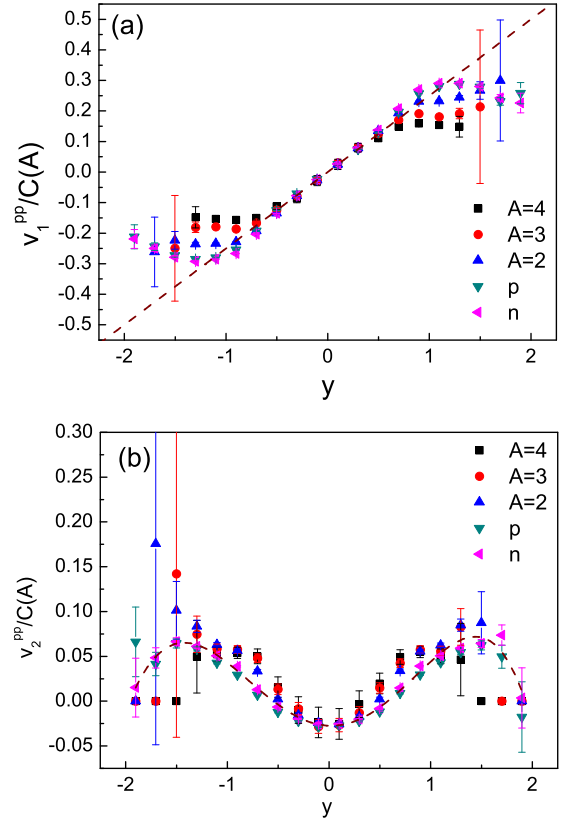 (a)
0.5
0.4
0.3
0.2
0.1
0.0
-0.1
-0.2
-0.3
-0.4
-0.5
v₁ᵖᵖ/C(A)
A=4
A=3
A=2
p
n
-2 -1 0 1 2
y
(b)
0.30
0.25
0.20
0.15
0.10
0.05
0.00
-0.05
v₂ᵖᵖ/C(A)
A=4
A=3
A=2
p
n
-2 -1 0 1 2
y